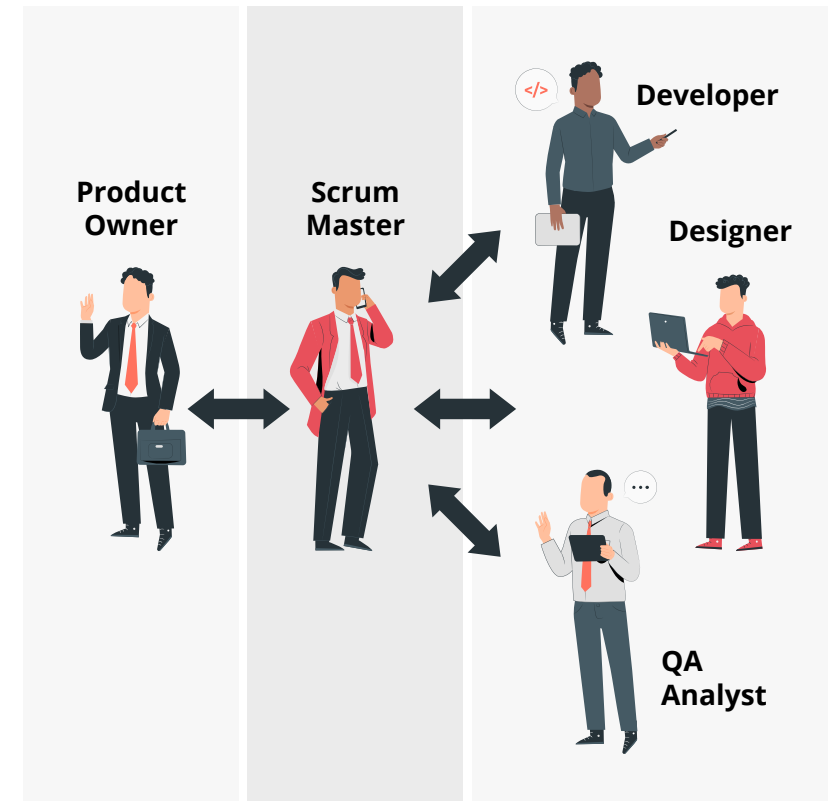 Product
Owner
Scrum
Master
</>
Developer
Designer
QA
Analyst